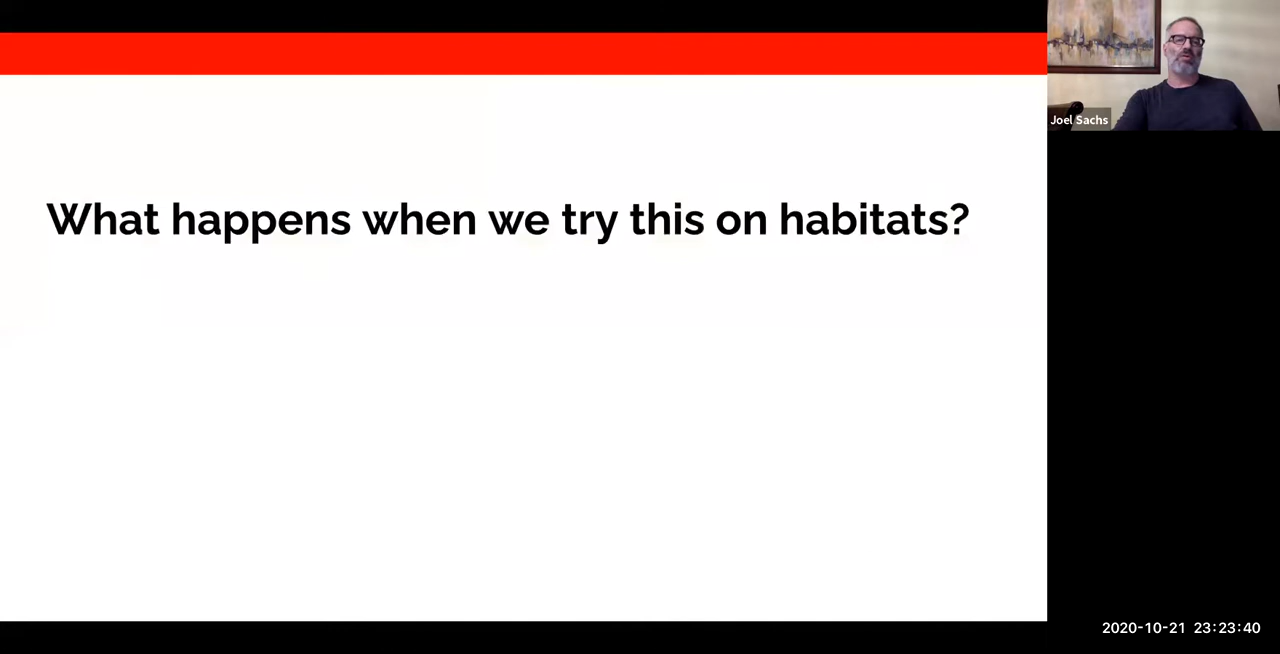 What happens when we try this on habitats?
Joel Sachs
2020-10-21 23:23:40